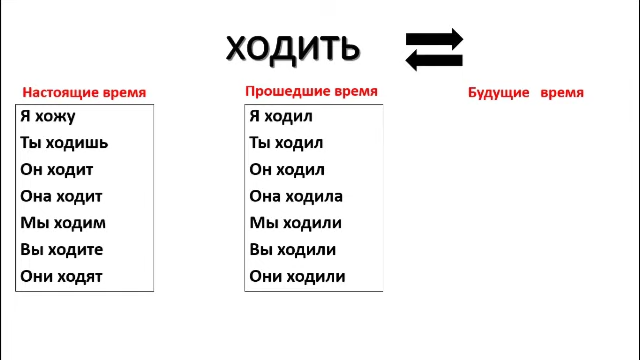 ходить
Настоящие время
Я хожу
Ты ходишь
Он ходит
Она ходит
Мы ходим
Вы ходите
Они ходят
Прошедшие время
Я ходил
Ты ходил
Он ходил
Она ходила
Мы ходили
Вы ходили
Они ходили
Будущие время